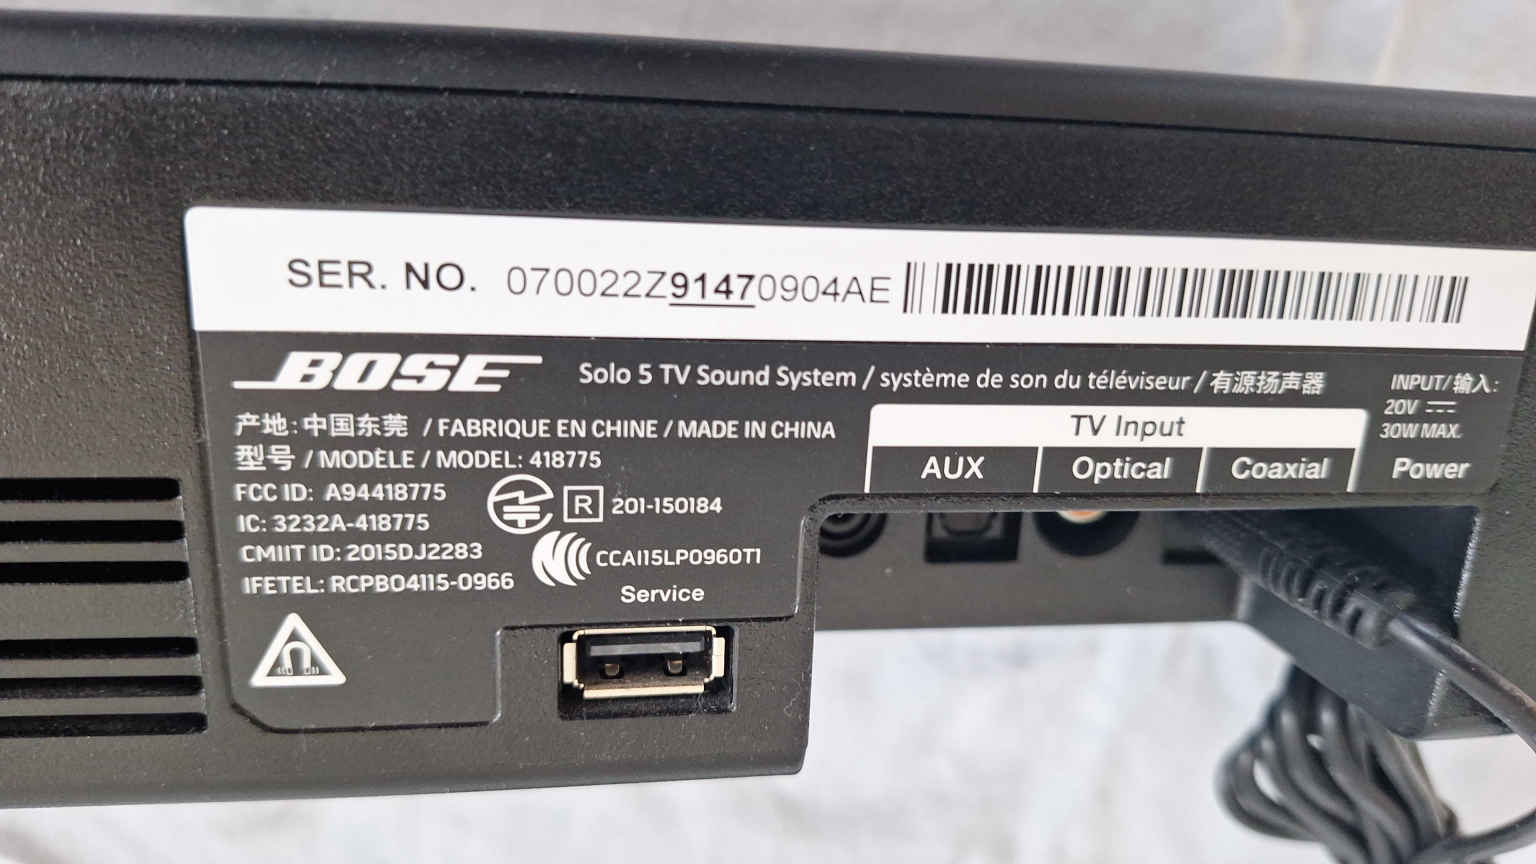 SER. NO. 070022Z91470904AE
BOSE Solo 5 TV Sound System / système de son du téléviseur / 有源扬声器
INPUT/输入:
20V
30W MAX.
产地: 中国东莞 / FABRIQUE EN CHINE / MADE IN CHINA
型号 / MODÈLE / MODEL: 418775
FCC ID: A94418775
IC: 3232A-418775
CMIIT ID: 2015DJ2283
IFETEL: RCPBO4115-0966
R 201-150184
CCAI15LP0960T1
Service
TV Input
AUX Optical Coaxial Power